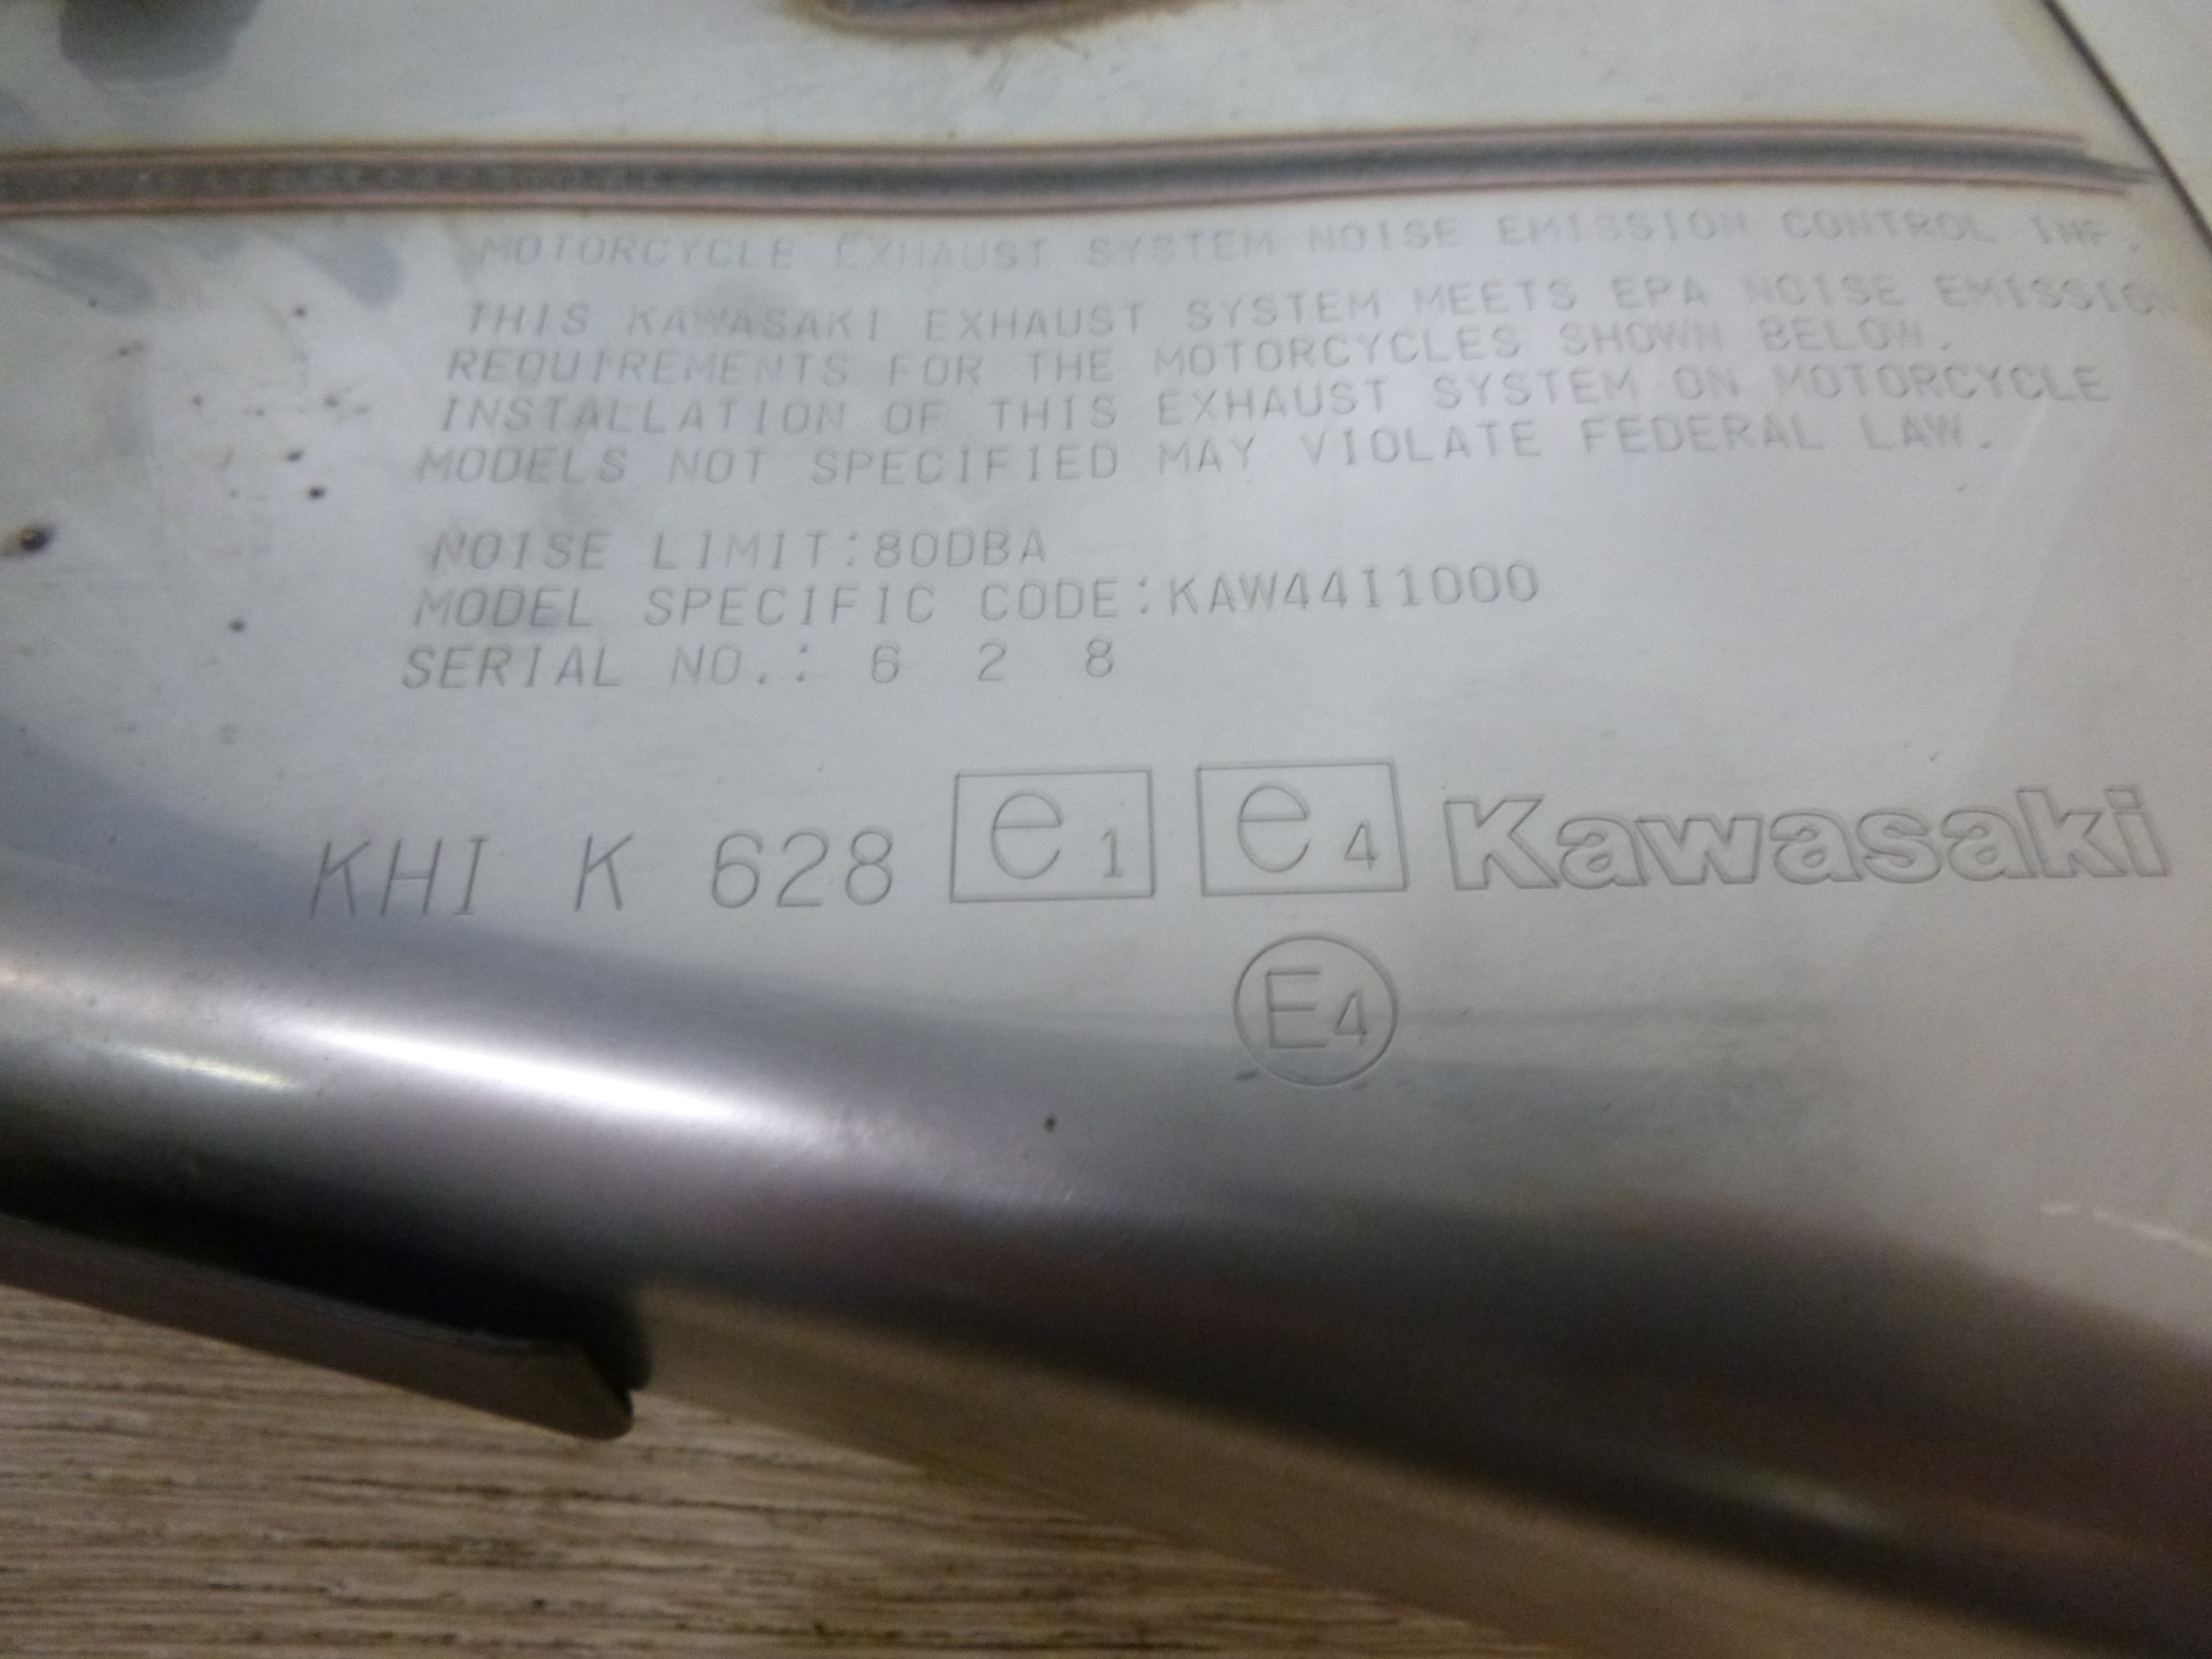 MOTORCYCLE EXHAUST SYSTEM NOISE EMISSION CONTROL INF.
THIS KAWASAKI EXHAUST SYSTEM MEETS EPA NOISE EMISSIO
REQUIREMENTS FOR THE MOTORCYCLES SHOWN BELOW.
INSTALLATION OF THIS EXHAUST SYSTEM ON MOTORCYCLE
MODELS NOT SPECIFIED MAY VIOLATE FEDERAL LAW.
NOISE LIMIT:80DBA
MODEL SPECIFIC CODE:KAW44I1000
SERIAL NO.: 6 2 8
KHI K 628 e1 e4 Kawasaki
E4